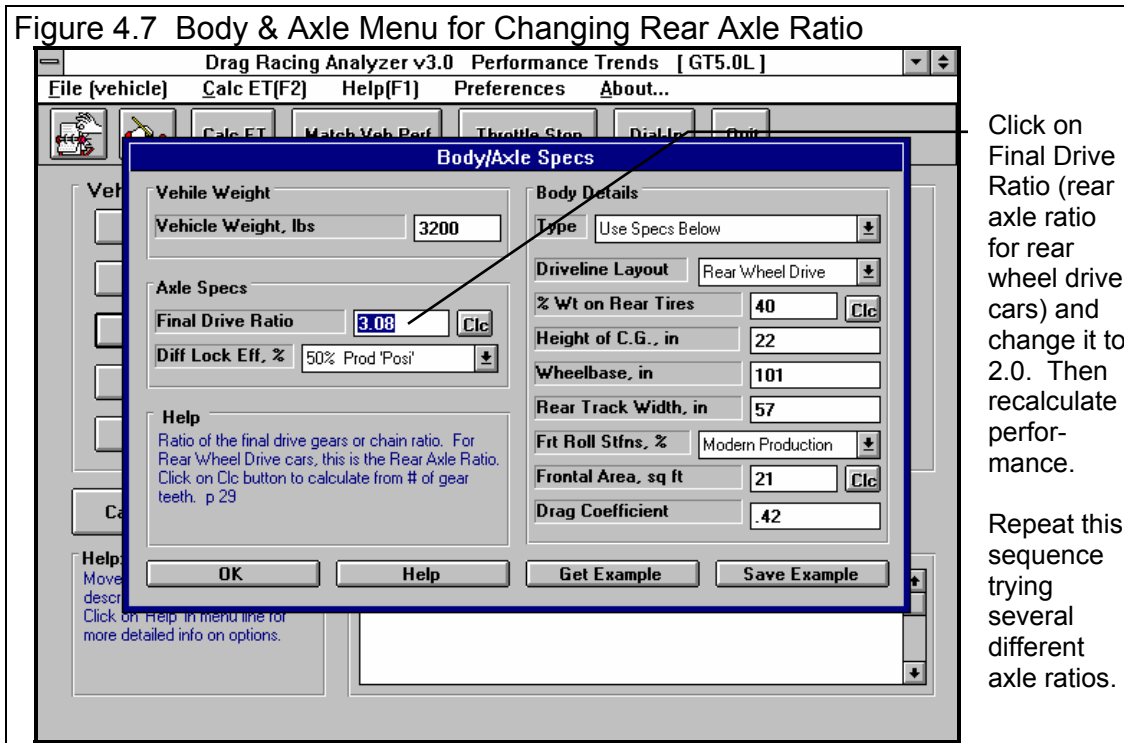 Figure 4.7 Body & Axle Menu for Changing Rear Axle Ratio
Drag Racing Analyzer v3.0 Performance Trends [ GT5.0L ]
File (vehicle) Calc ET(F2) Help(F1) Preferences About...
Calc ET Match Veh Perf Throttle Stop Dial-In Quit
Body/Axle Specs
Vehile Weight
Vehicle Weight, lbs 3200
Axle Specs
Final Drive Ratio 3.08 Clc
Diff Lock Eff, % 50% Prod 'Posi'
Help
Ratio of the final drive gears or chain ratio. For
Rear Wheel Drive cars, this is the Rear Axle Ratio.
Click on Clc button to calculate from # of gear
teeth. p 29
Body Details
Type Use Specs Below
Driveline Layout Rear Wheel Drive
% Wt on Rear Tires 40 Clc
Height of C.G., in 22
Wheelbase, in 101
Rear Track Width, in 57
Frt Roll Stfns, % Modern Production
Frontal Area, sq ft 21 Clc
Drag Coefficient .42
OK Help Get Example Save Example
Veh
Ca
Help:
Move
descr
Click on 'Help' in menu line for
more detailed info on options.
Click on
Final Drive
Ratio (rear
axle ratio
for rear
wheel drive
cars) and
change it to
2.0. Then
recalculate
perfor-
mance.
Repeat this
sequence
trying
several
different
axle ratios.